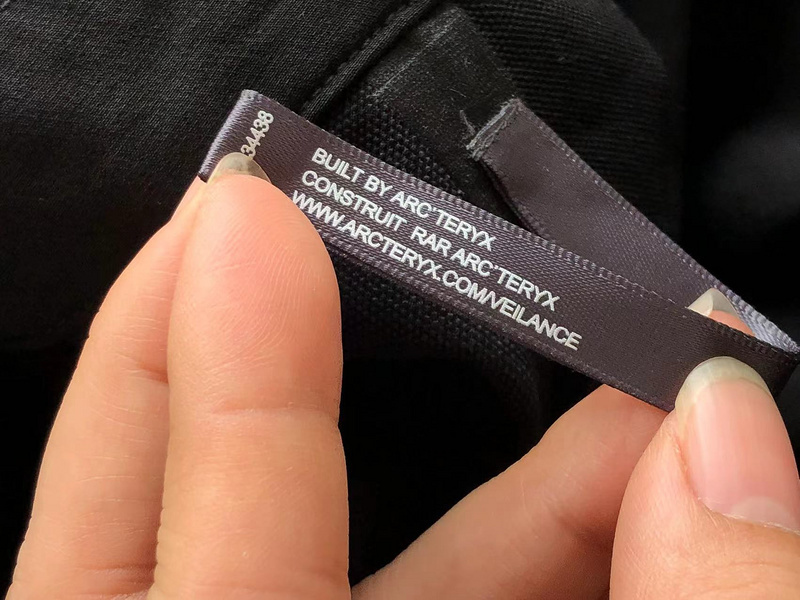 34438
BUILT BY ARC'TERYX
CONSTRUIT RAR ARC'TERYX
WWW.ARCTERYX.COM/VEILANCE